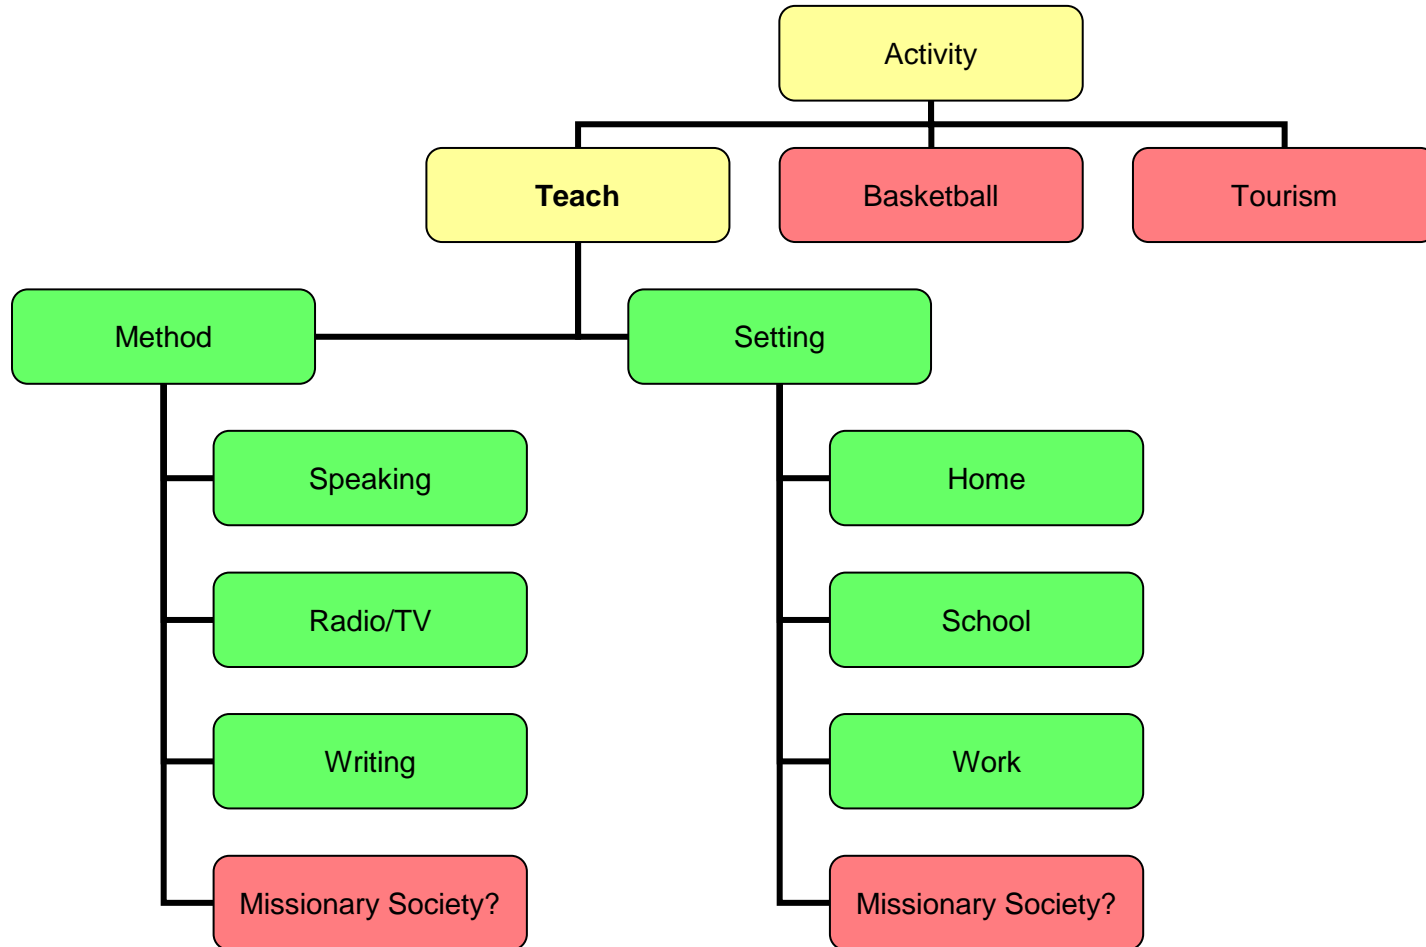 Activity
Teach
Basketball
Tourism
Method
Setting
Speaking
Home
Radio/TV
School
Writing
Work
Missionary Society?
Missionary Society?